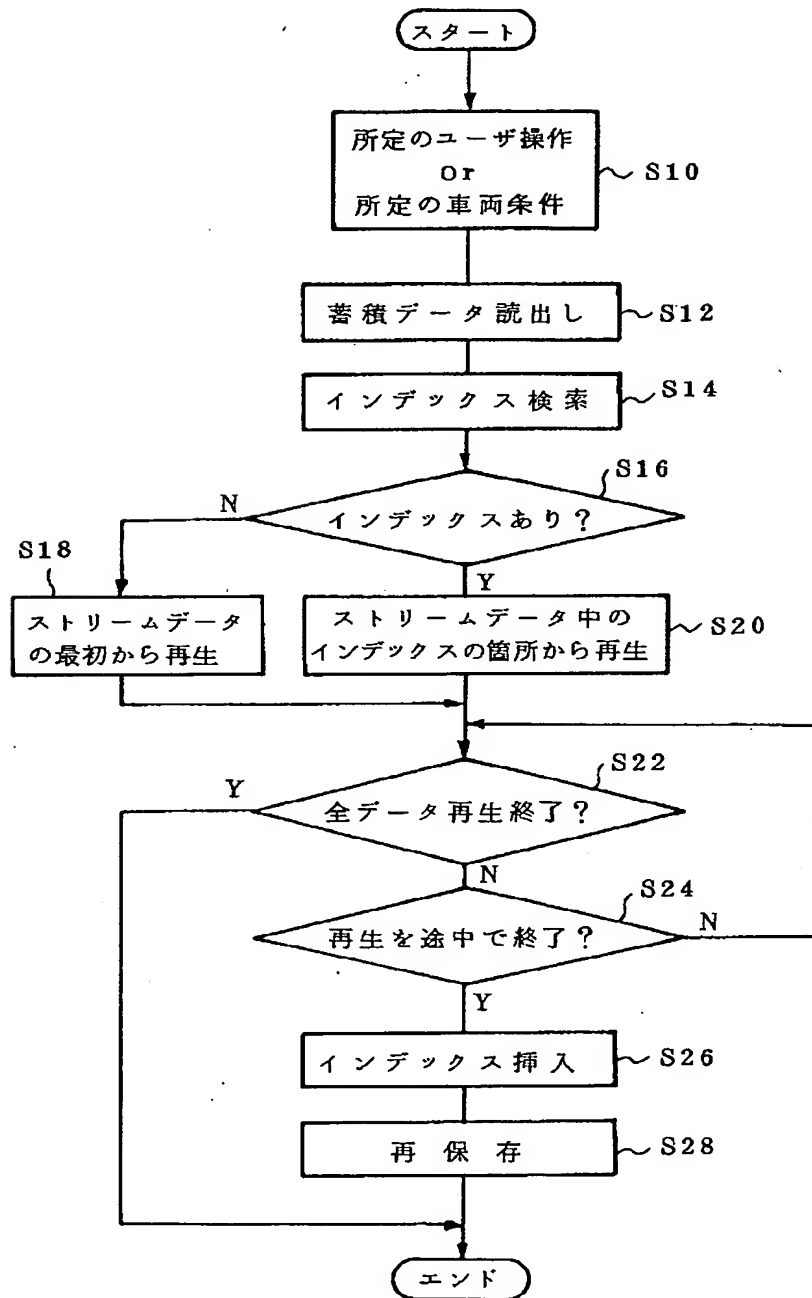 スタート
所定のユーザ操作
or
所定の車両条件
S10
蓄積データ読出し
S12
インデックス検索
S14
S16
インデックスあり?
N
Y
S18
ストリームデータ
の最初から再生
ストリームデータ中の
インデックスの箇所から再生
S20
S22
全データ再生終了?
Y
N
S24
再生を途中で終了?
N
Y
インデックス挿入
S26
再保存
S28
エンド